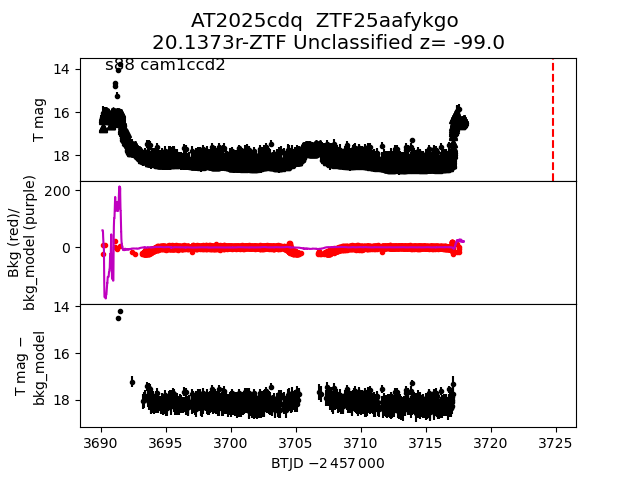 AT2025cdq ZTF25aafykgo
20.1373r-ZTF Unclassified z= -99.0
s88 cam1ccd2
14
16
18
T mag
200
0
Bkg (red)/
bkg_model (purple)
14
16
18
T mag −
bkg_model
3690
3695
3700
3705
3710
3715
3720
3725
BTJD −2 457 000